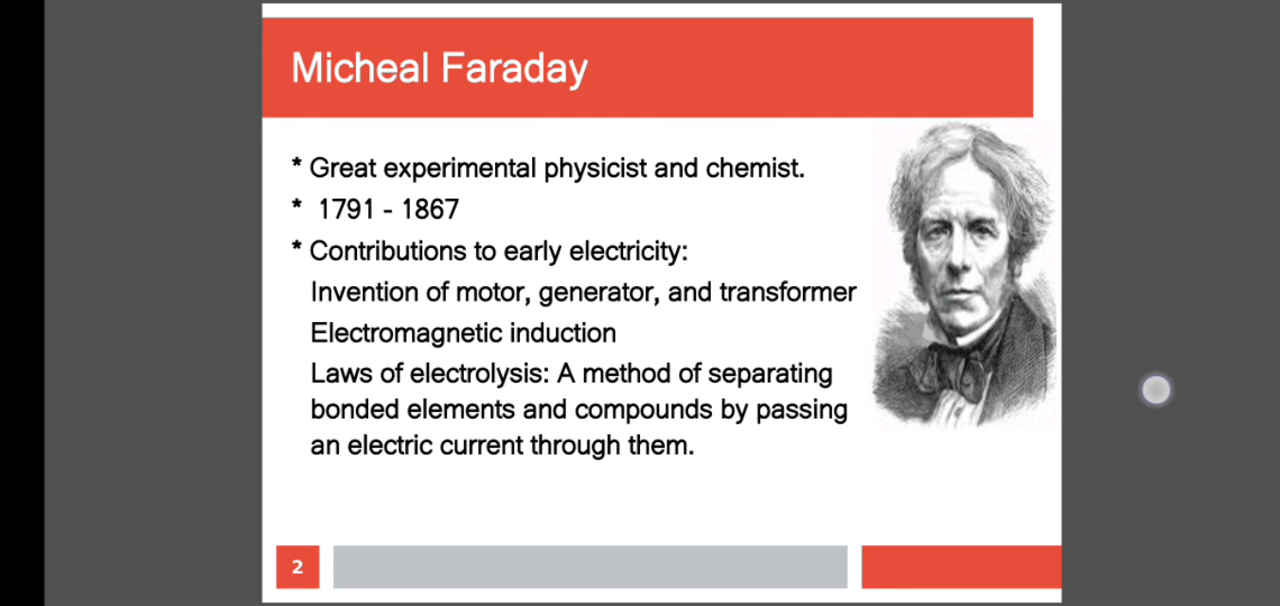 Micheal Faraday
* Great experimental physicist and chemist.
* 1791 - 1867
* Contributions to early electricity:
Invention of motor, generator, and transformer
Electromagnetic induction
Laws of electrolysis: A method of separating
bonded elements and compounds by passing
an electric current through them.
2